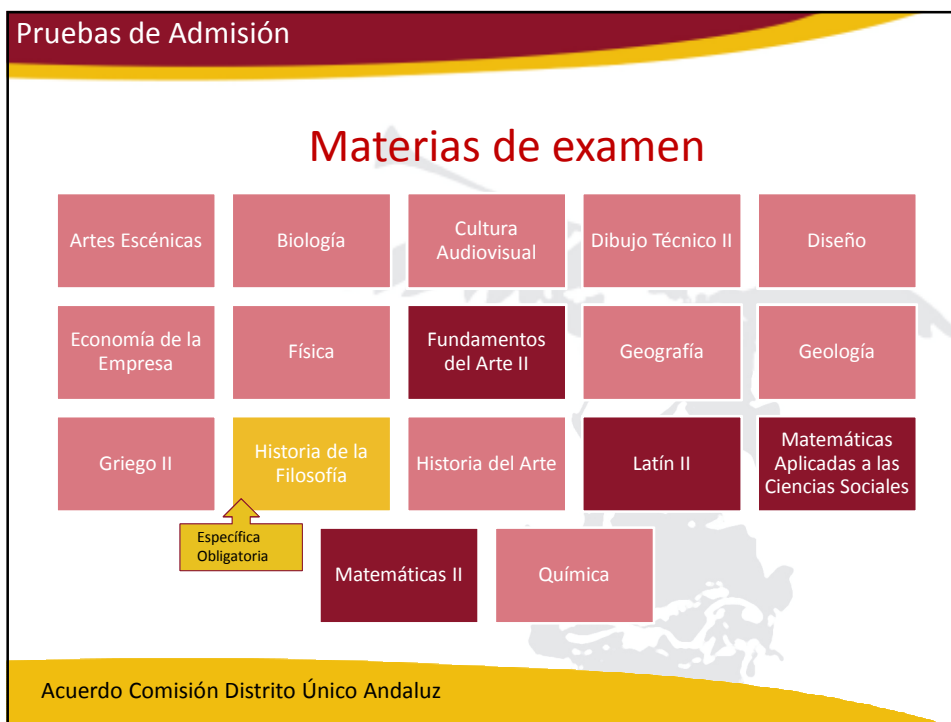 Pruebas de Admisión
Materias de examen
Artes Escénicas
Biología
Cultura
Audiovisual
Dibujo Técnico II
Diseño
Economía de la
Empresa
Física
Fundamentos
del Arte II
Geografía
Geología
Griego II
Historia de la
Filosofía
Historia del Arte
Latín II
Matemáticas
Aplicadas a las
Ciencias Sociales
Específica
Obligatoria
Matemáticas II
Química
Acuerdo Comisión Distrito Único Andaluz